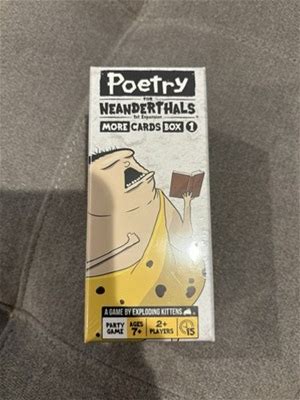 Poetry
FOR
NEANDERTHALS
1st Expansion
MORE CARDS BOX 1
A GAME BY EXPLODING KITTENS
PARTY GAME
AGES 7+
2+ PLAYERS
15